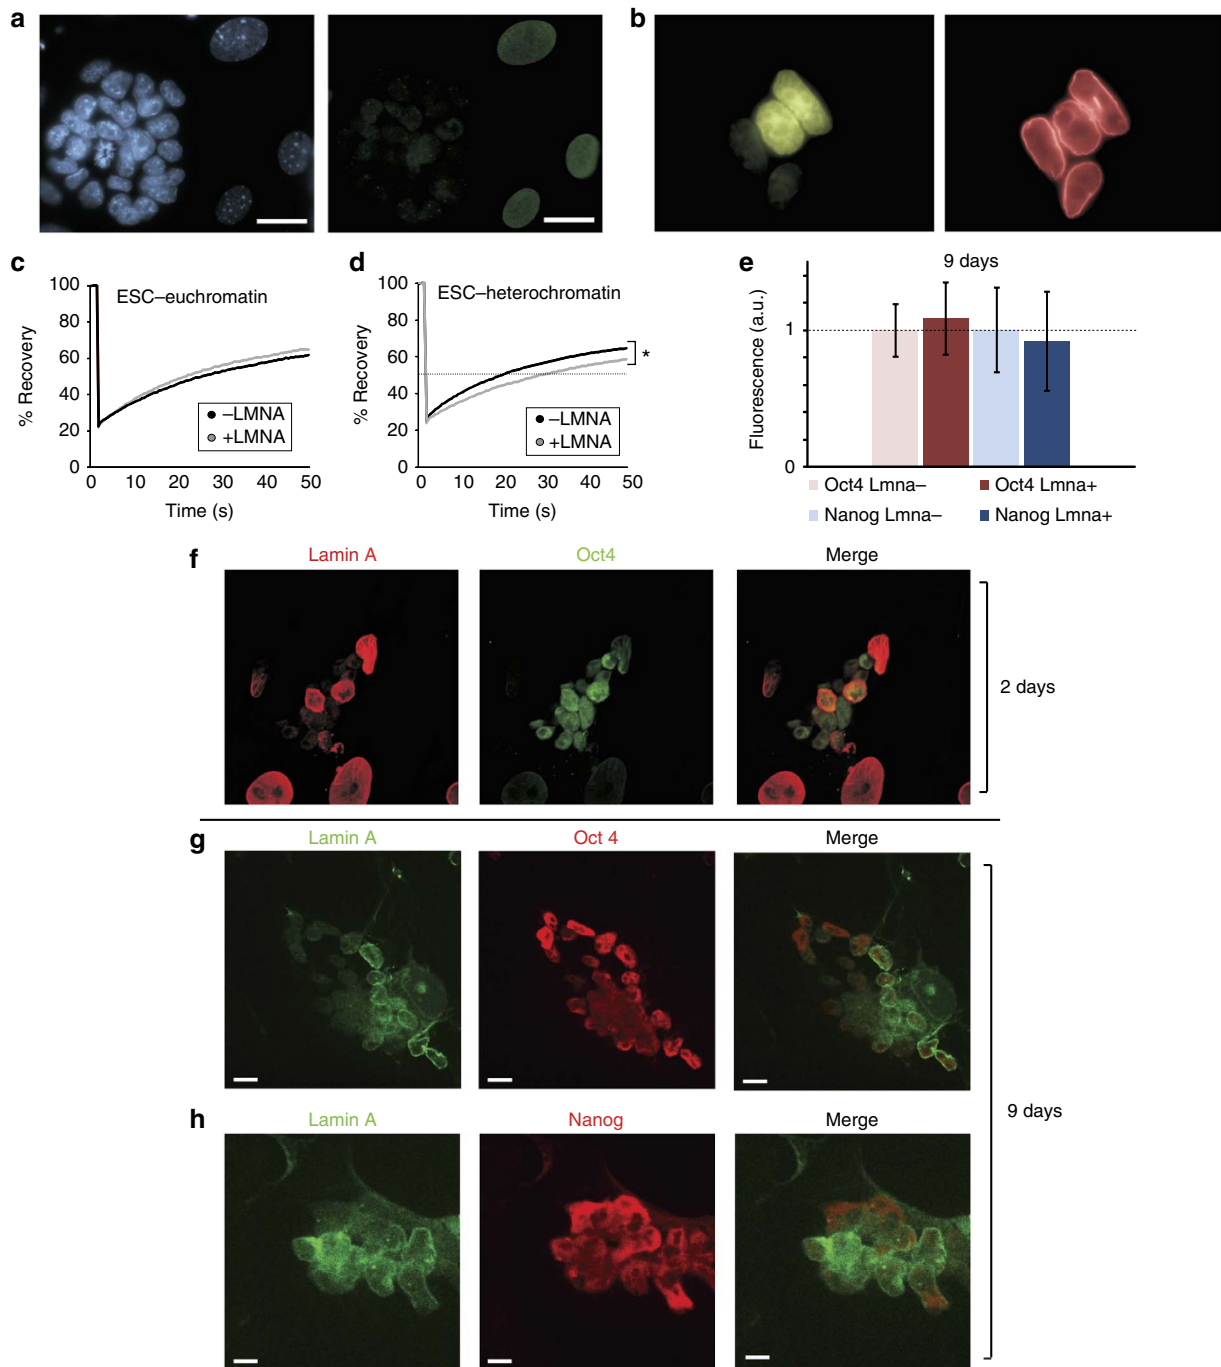 a
b
c
ESC–euchromatin
% Recovery
100
80
60
40
20
0
–LMNA
+LMNA
0 10 20 30 40 50
Time (s)
d
ESC–heterochromatin
% Recovery
100
80
60
40
20
0
*
–LMNA
+LMNA
0 10 20 30 40 50
Time (s)
e
9 days
Fluorescence (a.u.)
1
0
Oct4 Lmna– Oct4 Lmna+
Nanog Lmna– Nanog Lmna+
f
Lamin A Oct4 Merge
2 days
g
Lamin A Oct 4 Merge
h
Lamin A Nanog Merge
9 days